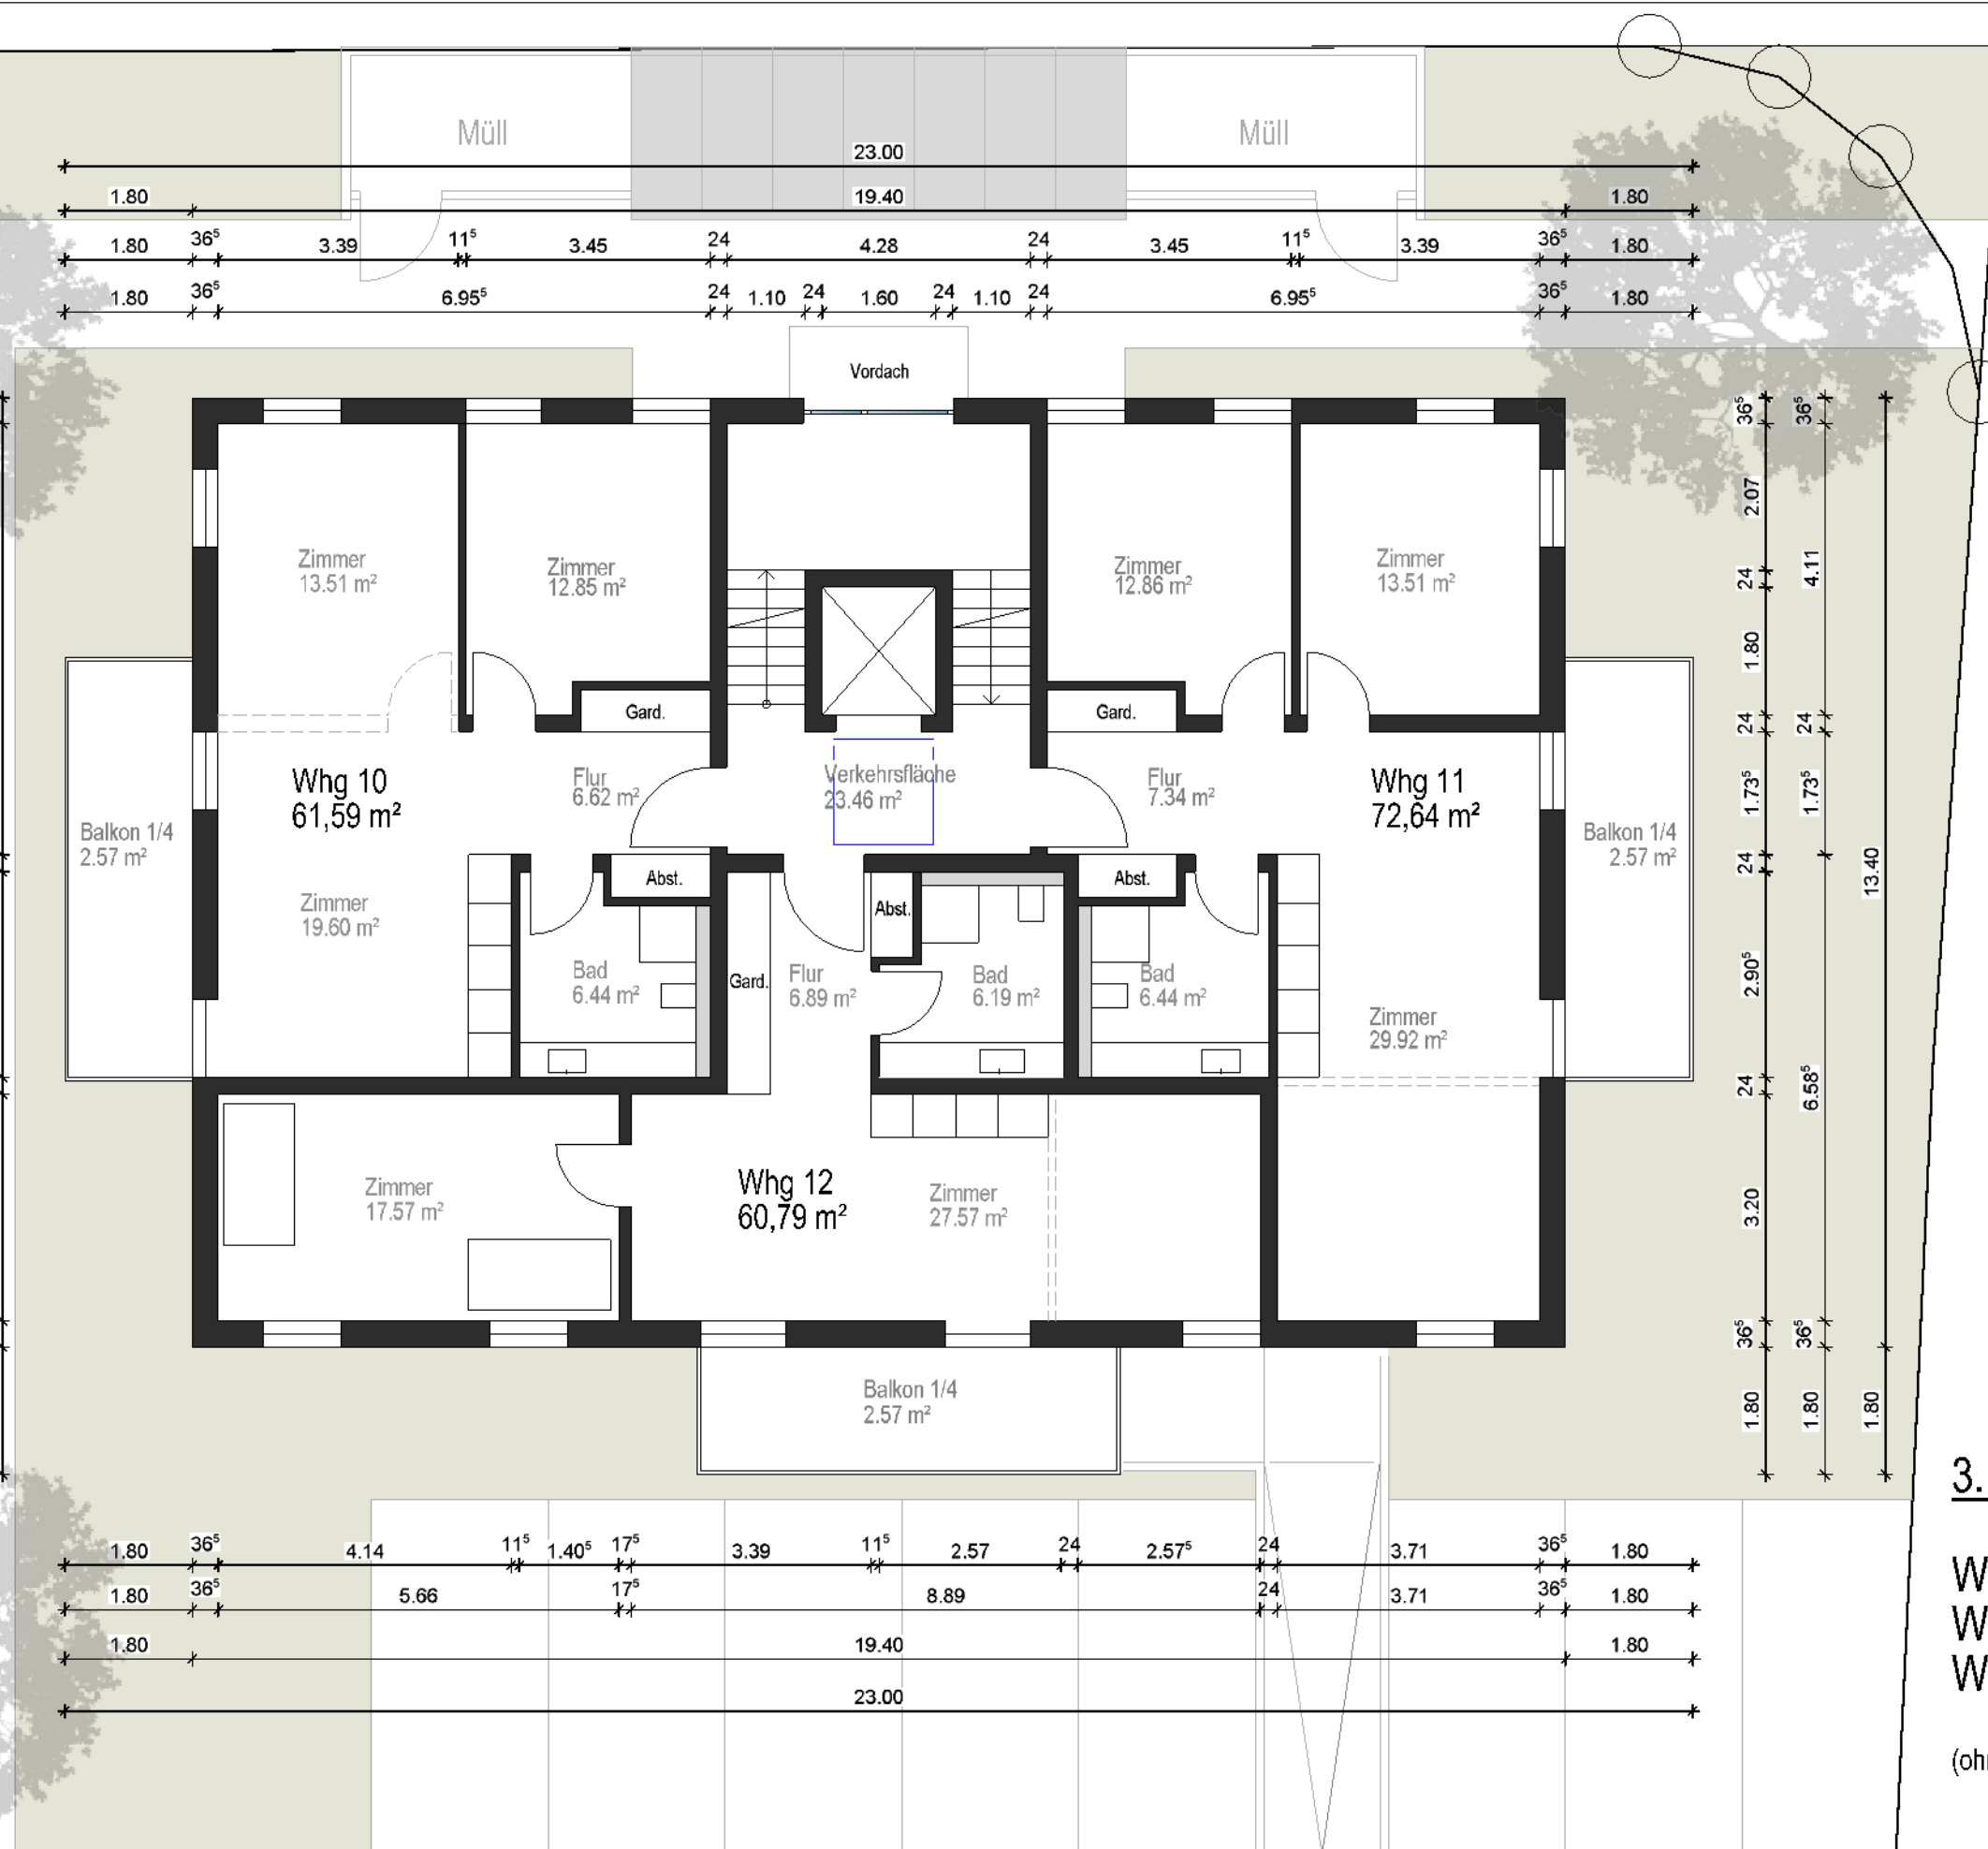 Müll
Müll
23.00
1.80
19.40
1.80
1.80
36⁵
3.39
11⁵
3.45
24
4.28
24
3.45
11⁵
3.39
36⁵
1.80
1.80
36⁵
6.95⁵
24
1.10
24
1.60
24
1.10
24
6.95⁵
36⁵
1.80
Vordach
Zimmer
13.51 m²
Zimmer
12.85 m²
Zimmer
12.86 m²
Zimmer
13.51 m²
Gard.
Gard.
Whg 10
61,59 m²
Flur
6.62 m²
Verkehrsfläche
23.46 m²
Flur
7.34 m²
Whg 11
72,64 m²
Balkon 1/4
2.57 m²
Balkon 1/4
2.57 m²
Zimmer
19.60 m²
Abst.
Abst.
Abst.
Bad
6.44 m²
Gard.
Flur
6.89 m²
Bad
6.19 m²
Bad
6.44 m²
Zimmer
29.92 m²
Zimmer
17.57 m²
Whg 12
60,79 m²
Zimmer
27.57 m²
Balkon 1/4
2.57 m²
36⁵
2.07
24
1.80
24
1.73⁵
24
2.90⁵
24
3.20
36⁵
1.80
36⁵
4.11
24
1.73⁵
6.58⁵
36⁵
1.80
13.40
1.80
1.80
36⁵
4.14
11⁵
1.40⁵
17⁵
3.39
11⁵
2.57
24
2.57⁵
24
3.71
36⁵
1.80
1.80
36⁵
5.66
17⁵
8.89
24
3.71
36⁵
1.80
1.80
19.40
1.80
23.00
3.
W
W
W